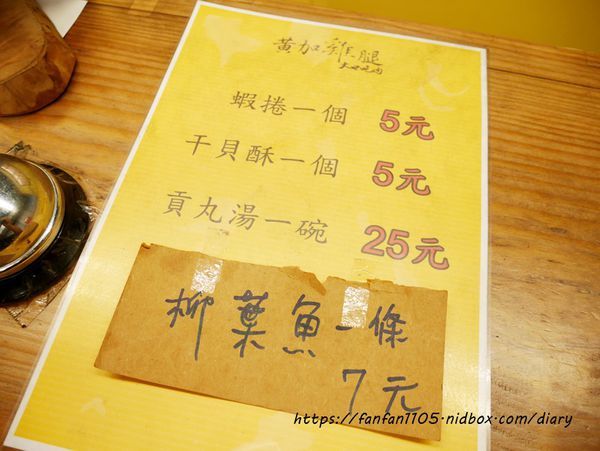 黃加雞腿
蝦捲一個 5元
干貝酥一個 5元
貢丸湯一碗 25元
柳葉魚一條
7元
https://fanfan1105.nidbox.com/diary